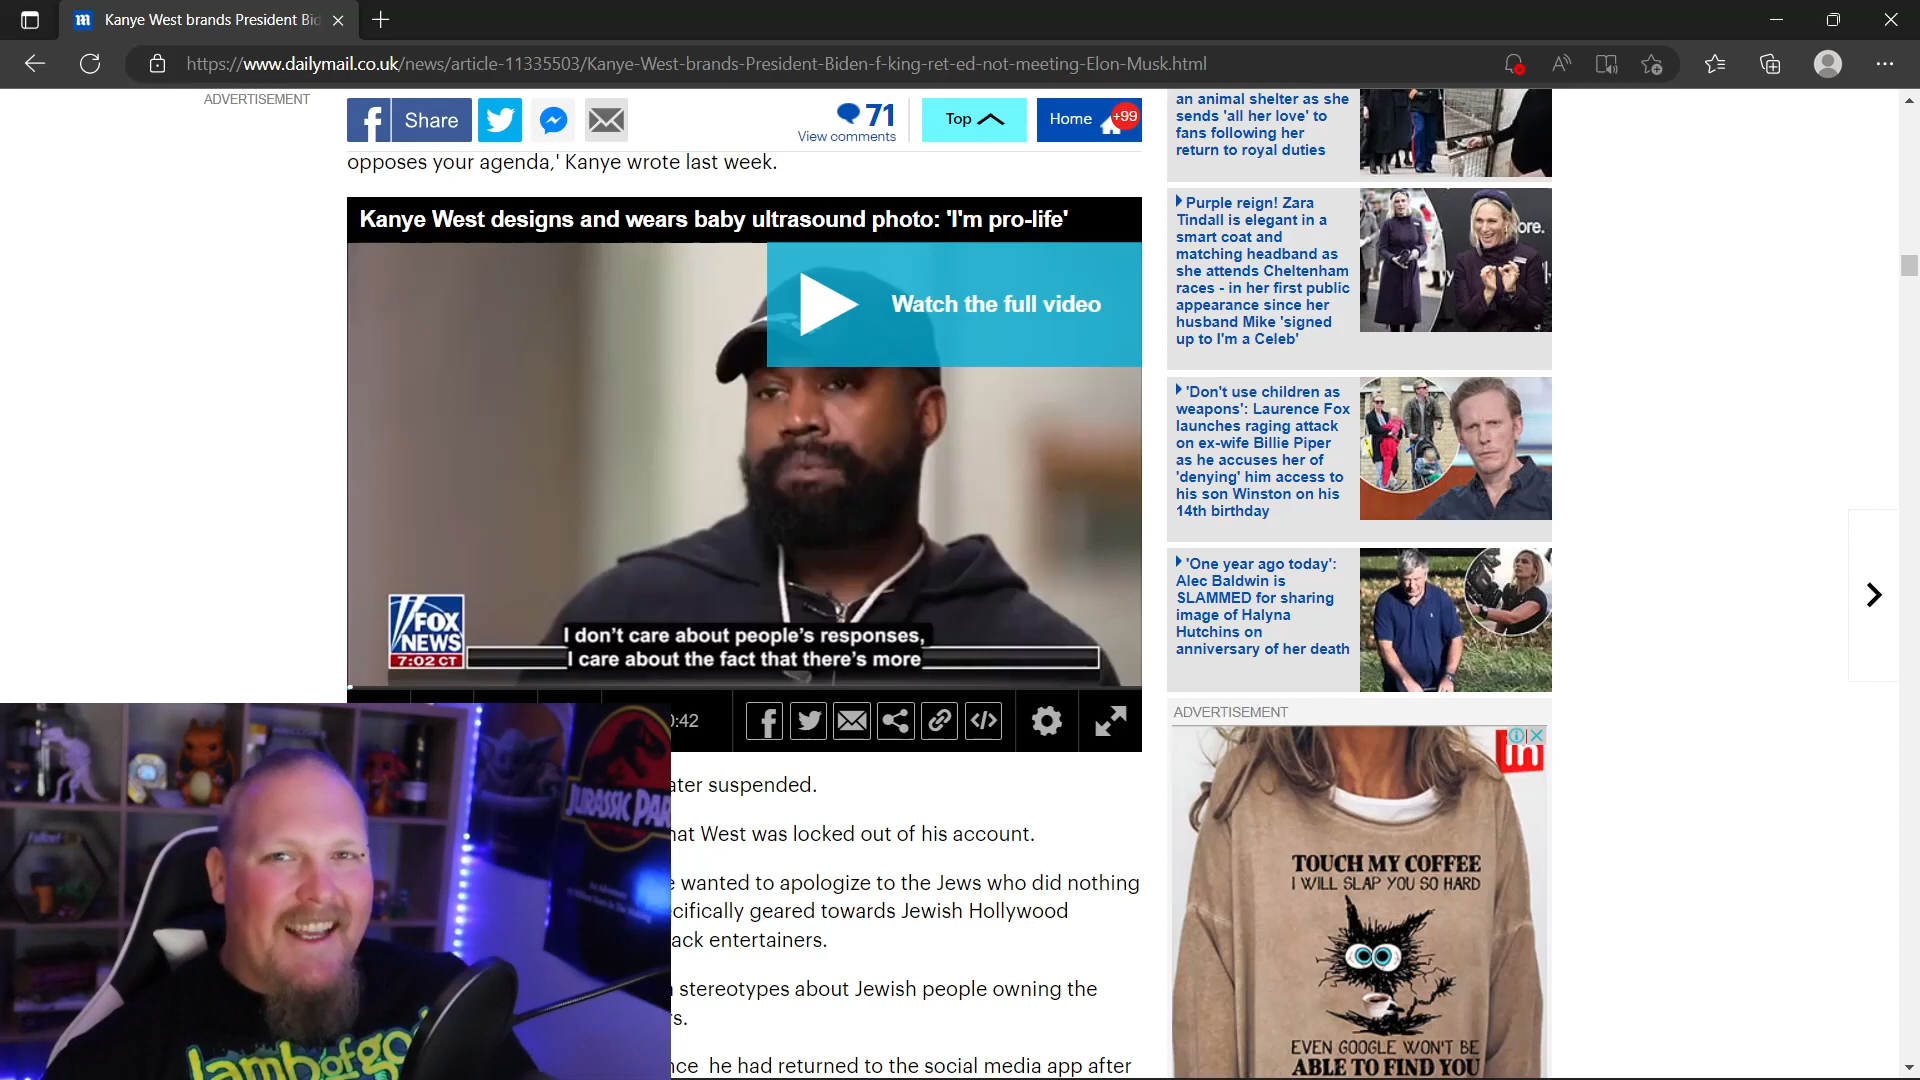 Kanye West brands President Bid
https://www.dailymail.co.uk/news/article-11335503/Kanye-West-brands-President-Biden-f-king-ret-ed-not-meeting-Elon-Musk.html
ADVERTISEMENT
Share
71
View comments
Top
Home
+99
opposes your agenda,' Kanye wrote last week.
Kanye West designs and wears baby ultrasound photo: 'I'm pro-life'
Watch the full video
FOX
NEWS
7:02 CT
I don't care about people's responses,
I care about the fact that there's more
0:42
ater suspended.
hat West was locked out of his account.
e wanted to apologize to the Jews who did nothing
cifically geared towards Jewish Hollywood
ack entertainers.
stereotypes about Jewish people owning the
s.
nce he had returned to the social media app after
an animal shelter as she
sends 'all her love' to
fans following her
return to royal duties
Purple reign! Zara
Tindall is elegant in a
smart coat and
matching headband as
she attends Cheltenham
races - in her first public
appearance since her
husband Mike 'signed
up to I'm a Celeb'
ore.
'Don't use children as
weapons': Laurence Fox
launches raging attack
on ex-wife Billie Piper
as he accuses her of
'denying' him access to
his son Winston on his
14th birthday
'One year ago today':
Alec Baldwin is
SLAMMED for sharing
image of Halyna
Hutchins on
anniversary of her death
ADVERTISEMENT
in
TOUCH MY COFFEE
I WILL SLAP YOU SO HARD
EVEN GOOGLE WON'T BE
ABLE TO FIND YOU
JURASSIC PAR
Fallout
lamb of go